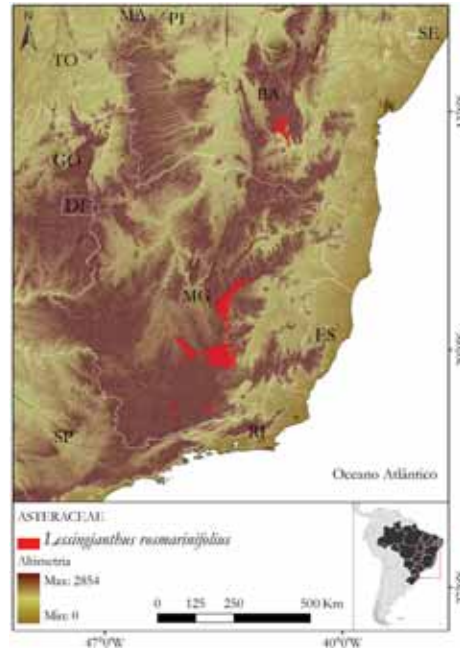 N
MA
PI
SE
TO
BA
GO
DF
MG
ES
SP
RJ
Oceano Atlântico
ASTERACEAE
Lessingianthus rosmarinifolius
Altimetria
Max: 2854
Min: 0
0 125 250 500 Km
47°0'W 40°0'W